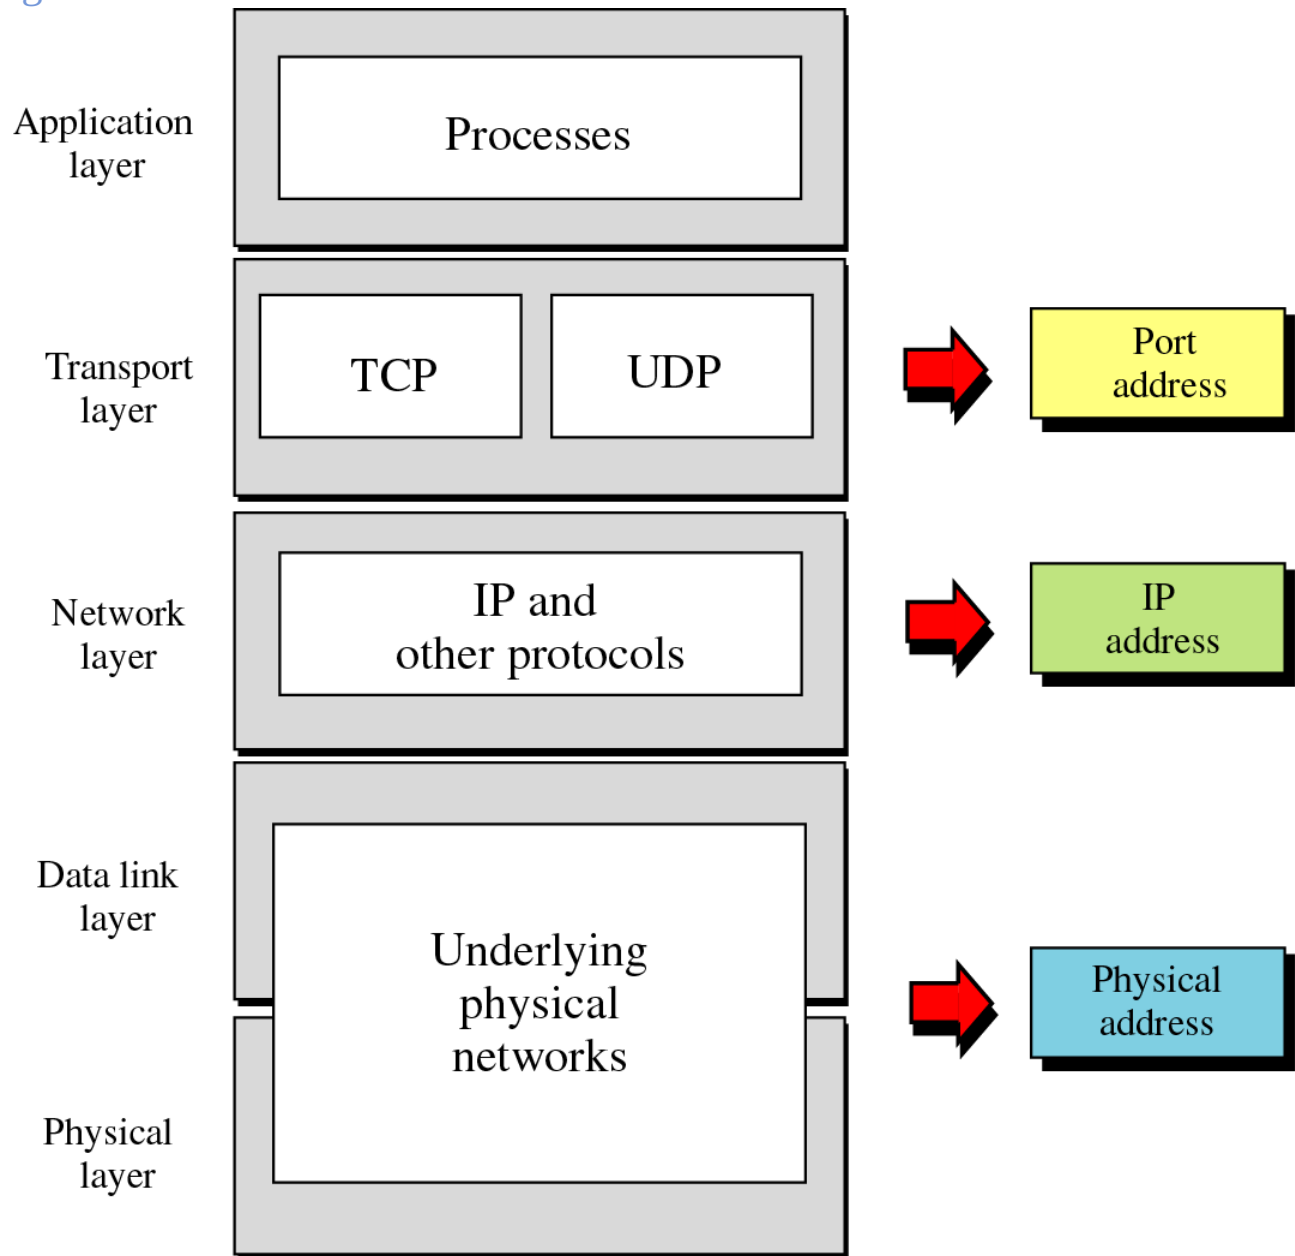 Application
layer
Processes
Transport
layer
TCP
UDP
Port
address
Network
layer
IP and
other protocols
IP
address
Data link
layer
Underlying
physical
networks
Physical
address
Physical
layer